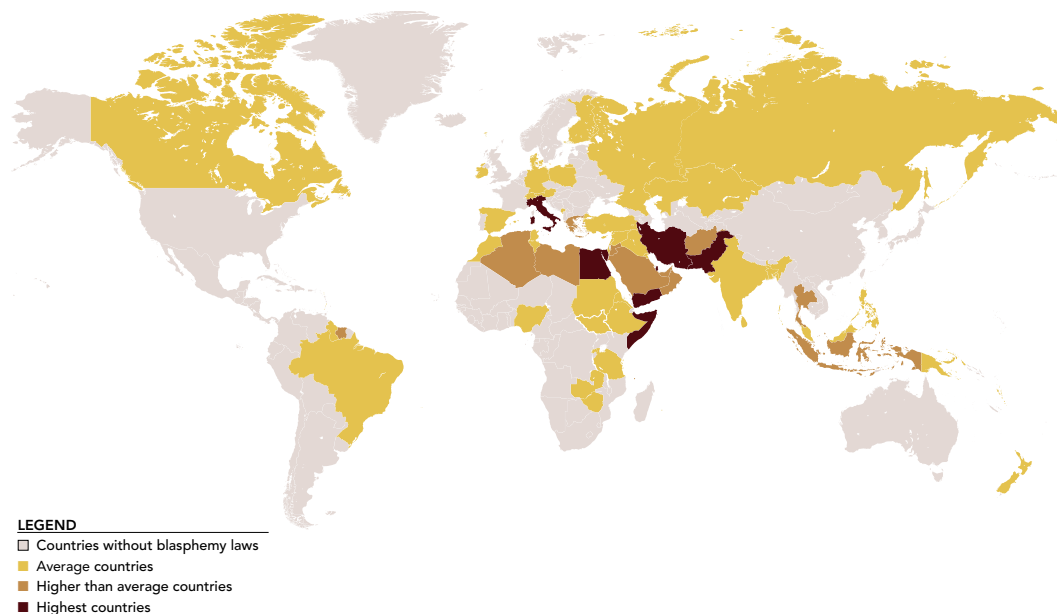 LEGEND
Countries without blasphemy laws
Average countries
Higher than average countries
Highest countries